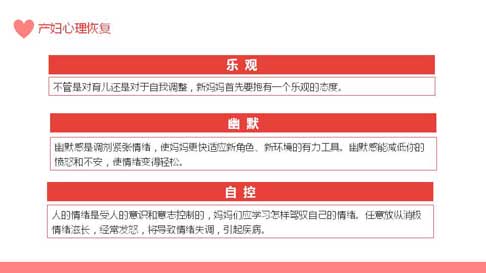 产妇心理恢复
乐 观
不管是对育儿还是对于自我调整，新妈妈首先要抱有一个乐观的态度。
幽 默
幽默感是调剂紧张情绪，使妈妈更快适应新角色、新环境的有力工具。幽默感能减低你的
愤怒和不安，使情绪变得轻松。
自 控
人的情绪是受人的意识和意志控制的，妈妈们应学习怎样驾驭自己的情绪。任意放纵消极
情绪滋长，经常发怒，将导致情绪失调，引起疾病。